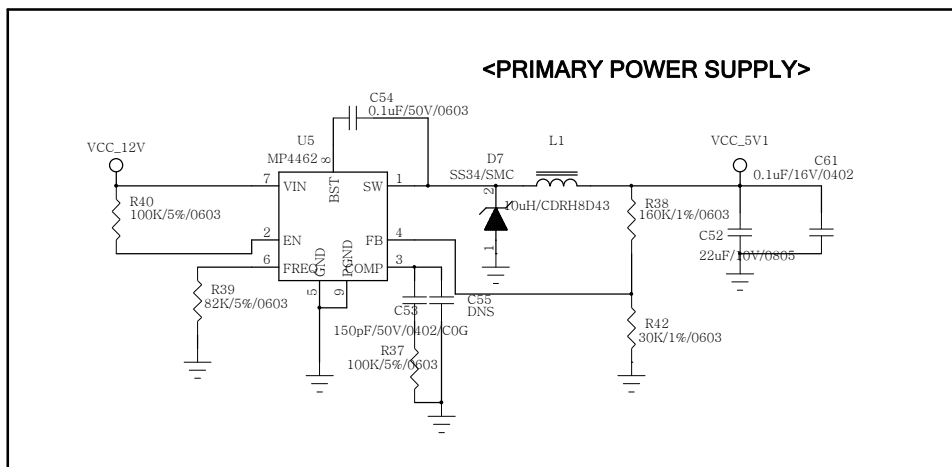 <PRIMARY POWER SUPPLY>
C54
0.1uF/50V/0603
U5
MP4462
8
VCC_12V
7
VIN
BST
SW
1
D7
SS34/SMC
2
1
L1
10uH/CDRH8D43
VCC_5V1
C61
0.1uF/16V/0402
R40
100K/5%/0603
2
EN
FB
4
R38
160K/1%/0603
C52
22uF/10V/0805
6
FREQ
GND
PGND
COMP
3
5
9
R39
82K/5%/0603
C53
150pF/50V/0402/C0G
C55
DNS
R37
100K/5%/0603
R42
30K/1%/0603